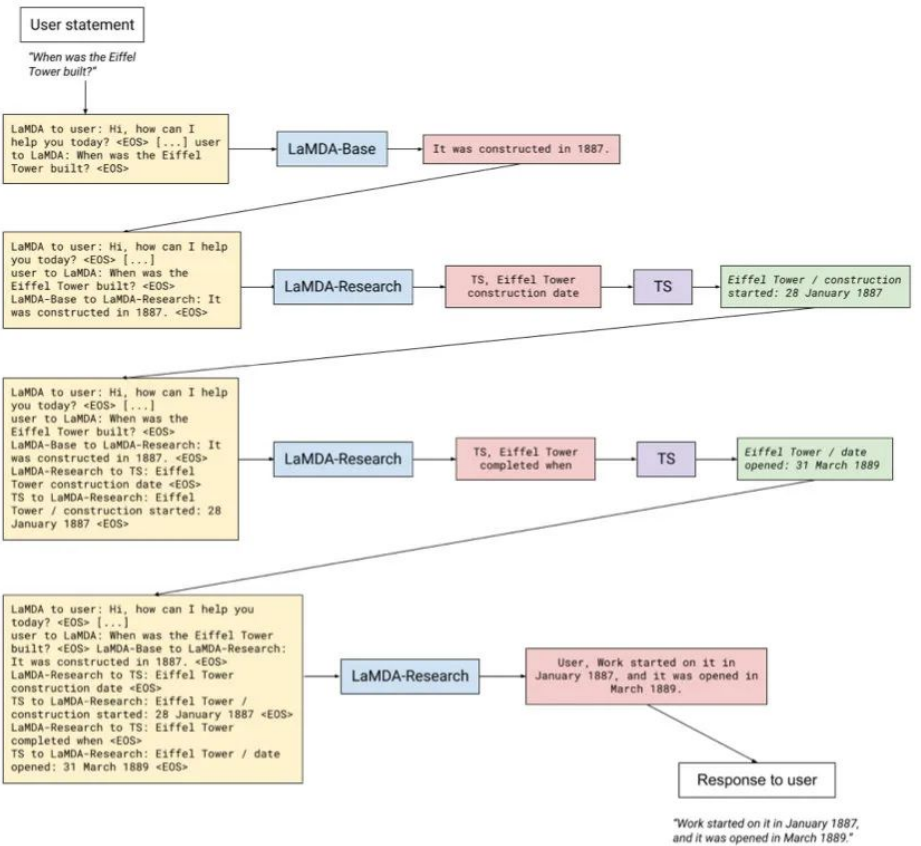 User statement
"When was the Eiffel
Tower built?"
LaMDA to user: Hi, how can I
help you today? <EOS> [...] user
to LaMDA: When was the Eiffel
Tower built? <EOS>
LaMDA-Base
It was constructed in 1887.
LaMDA to user: Hi, how can I help
you today? <EOS> [...]
user to LaMDA: When was the
Eiffel Tower built? <EOS>
LaMDA-Base to LaMDA-Research: It
was constructed in 1887. <EOS>
LaMDA-Research
TS, Eiffel Tower
construction date
TS
Eiffel Tower / construction
started: 28 January 1887
LaMDA to user: Hi, how can I help
you today? <EOS> [...]
user to LaMDA: When was the
Eiffel Tower built? <EOS>
LaMDA-Base to LaMDA-Research: It
was constructed in 1887. <EOS>
LaMDA-Research to TS: Eiffel
Tower construction date <EOS>
TS to LaMDA-Research: Eiffel
Tower / construction started: 28
January 1887 <EOS>
LaMDA-Research
TS, Eiffel Tower
completed when
TS
Eiffel Tower / date
opened: 31 March 1889
LaMDA to user: Hi, how can I help you
today? <EOS> [...]
user to LaMDA: When was the Eiffel Tower
built? <EOS> LaMDA-Base to LaMDA-Research:
It was constructed in 1887. <EOS>
LaMDA-Research to TS: Eiffel Tower
construction date <EOS>
TS to LaMDA-Research: Eiffel Tower /
construction started: 28 January 1887 <EOS>
LaMDA-Research to TS: Eiffel Tower
completed when <EOS>
TS to LaMDA-Research: Eiffel Tower / date
opened: 31 March 1889 <EOS>
LaMDA-Research
User, Work started on it in
January 1887, and it was opened in
March 1889.
Response to user
"Work started on it in January 1887,
and it was opened in March 1889."